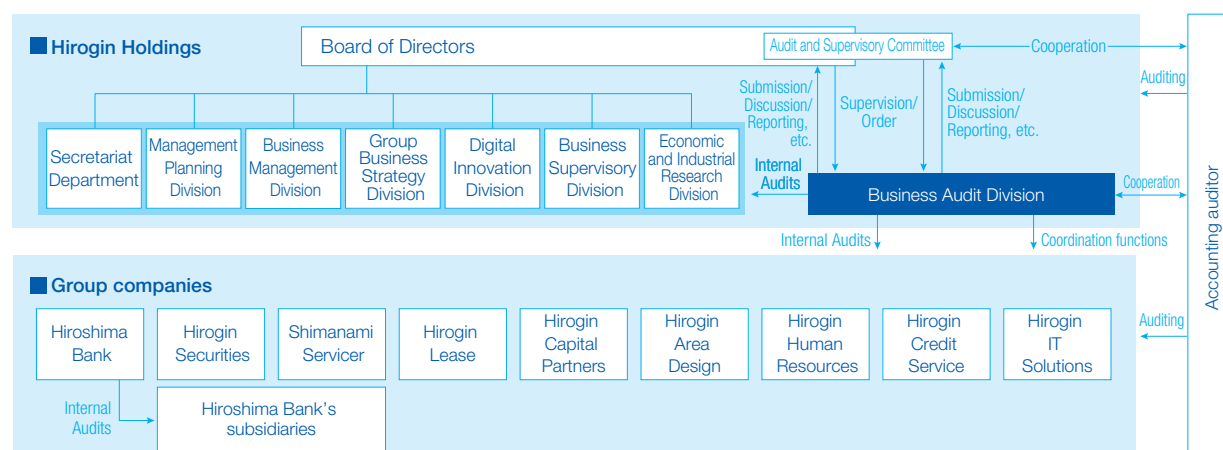 Hirogin Holdings
Board of Directors
Audit and Supervisory Committee
Cooperation
Auditing
Submission/
Discussion/
Reporting,
etc.
Supervision/
Order
Submission/
Discussion/
Reporting, etc.
Secretariat
Department
Management
Planning
Division
Business
Management
Division
Group
Business
Strategy
Division
Digital
Innovation
Division
Business
Supervisory
Division
Economic
and Industrial
Research
Division
Internal
Audits
Business Audit Division
Cooperation
Internal Audits
Coordination functions
Accounting auditor
Group companies
Hiroshima
Bank
Hirogin
Securities
Shimanami
Servicer
Hirogin
Lease
Hirogin
Capital
Partners
Hirogin
Area
Design
Hirogin
Human
Resources
Hirogin
Credit
Service
Hirogin
IT
Solutions
Auditing
Internal
Audits
Hiroshima Bank's
subsidiaries